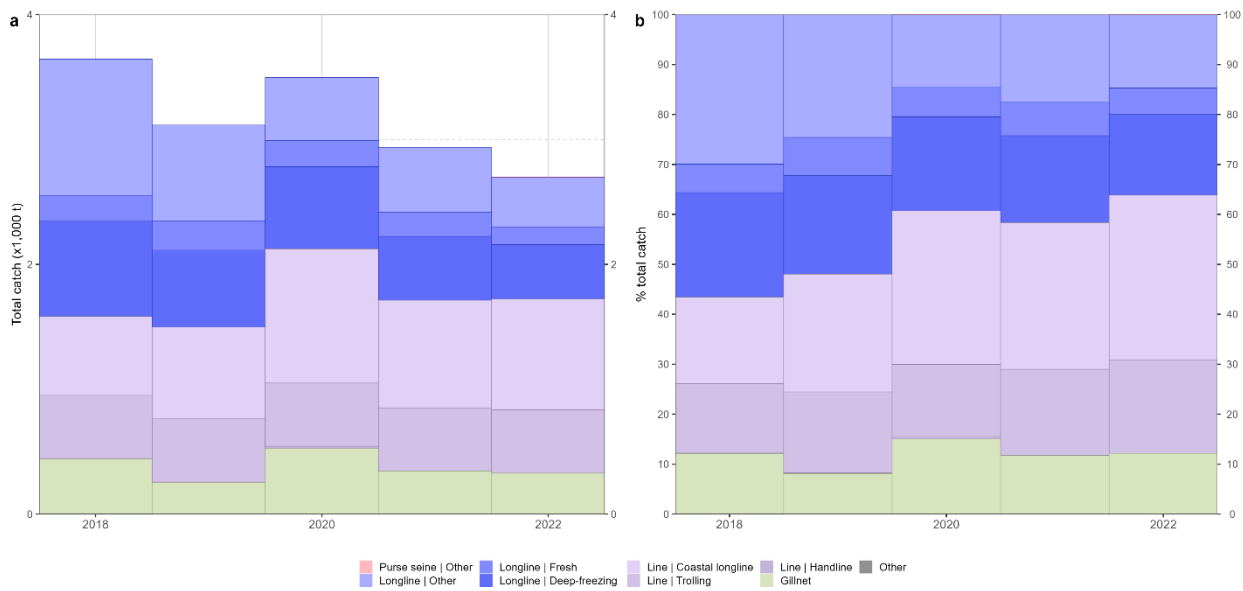 a
4
2
0
Total catch (x1,000 t)
4
2
0
2018
2020
2022
b
100
90
80
70
60
50
40
30
20
10
0
% total catch
100
90
80
70
60
50
40
30
20
10
0
2018
2020
2022
Purse seine | Other
Longline | Other
Longline | Fresh
Longline | Deep-freezing
Line | Coastal longline
Line | Trolling
Line | Handline
Gillnet
Other